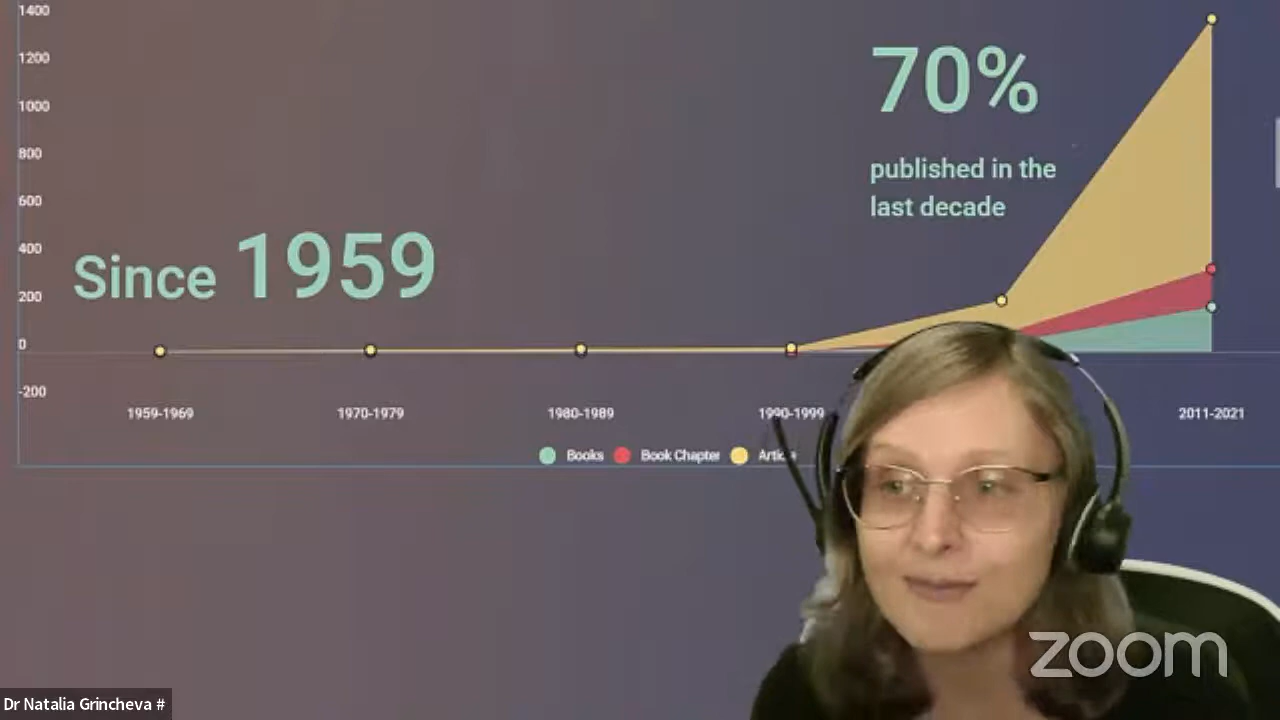 1400
1200
1000
800
600
400
200
0
-200
70%
published in the
last decade
Since 1959
1959-1969
1970-1979
1980-1989
1990-1999
2011-2021
Books
Book Chapter
zoom
Dr Natalia Grincheva #